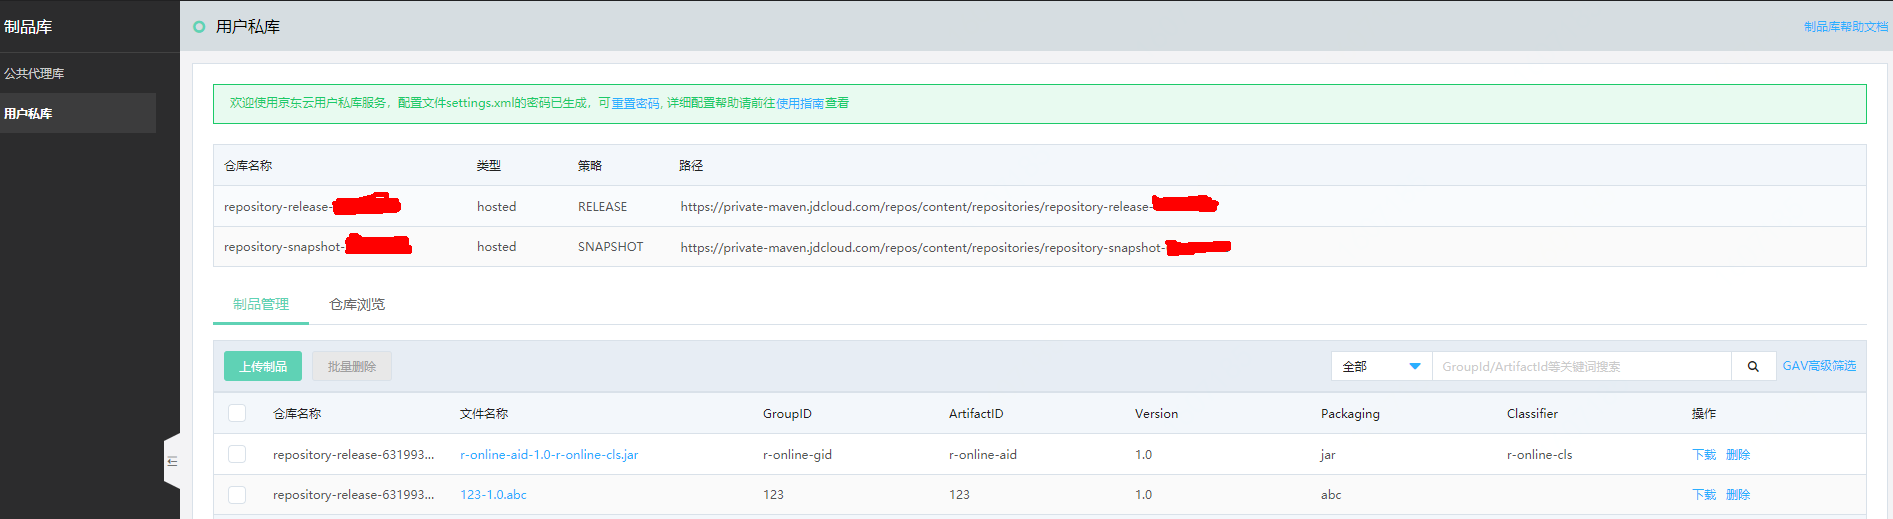 制品库
公共代理库
用户私库
用户私库
制品库帮助文档
欢迎使用京东云用户私库服务，配置文件settings.xml的密码已生成，可重置密码, 详细配置帮助请前往使用指南查看
仓库名称 类型 策略 路径
repository-release- hosted RELEASE https://private-maven.jdcloud.com/repos/content/repositories/repository-release-
repository-snapshot- hosted SNAPSHOT https://private-maven.jdcloud.com/repos/content/repositories/repository-snapshot-
制品管理 仓库浏览
上传制品 批量删除 全部 GroupId/ArtifactId等关键词搜索 GAV高级筛选
仓库名称 文件名称 GroupID ArtifactID Version Packaging Classifier 操作
repository-release-631993... r-online-aid-1.0-r-online-cls.jar r-online-gid r-online-aid 1.0 jar r-online-cls 下载 删除
repository-release-631993... 123-1.0.abc 123 123 1.0 abc 下载 删除